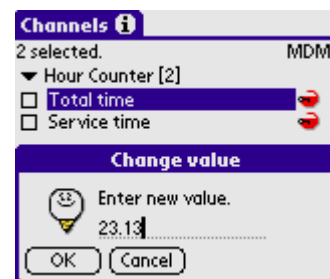 Channels i
2 selected. MDM
Hour Counter [2]
Total time
Service time
Change value
Enter new value.
23.13
OK Cancel